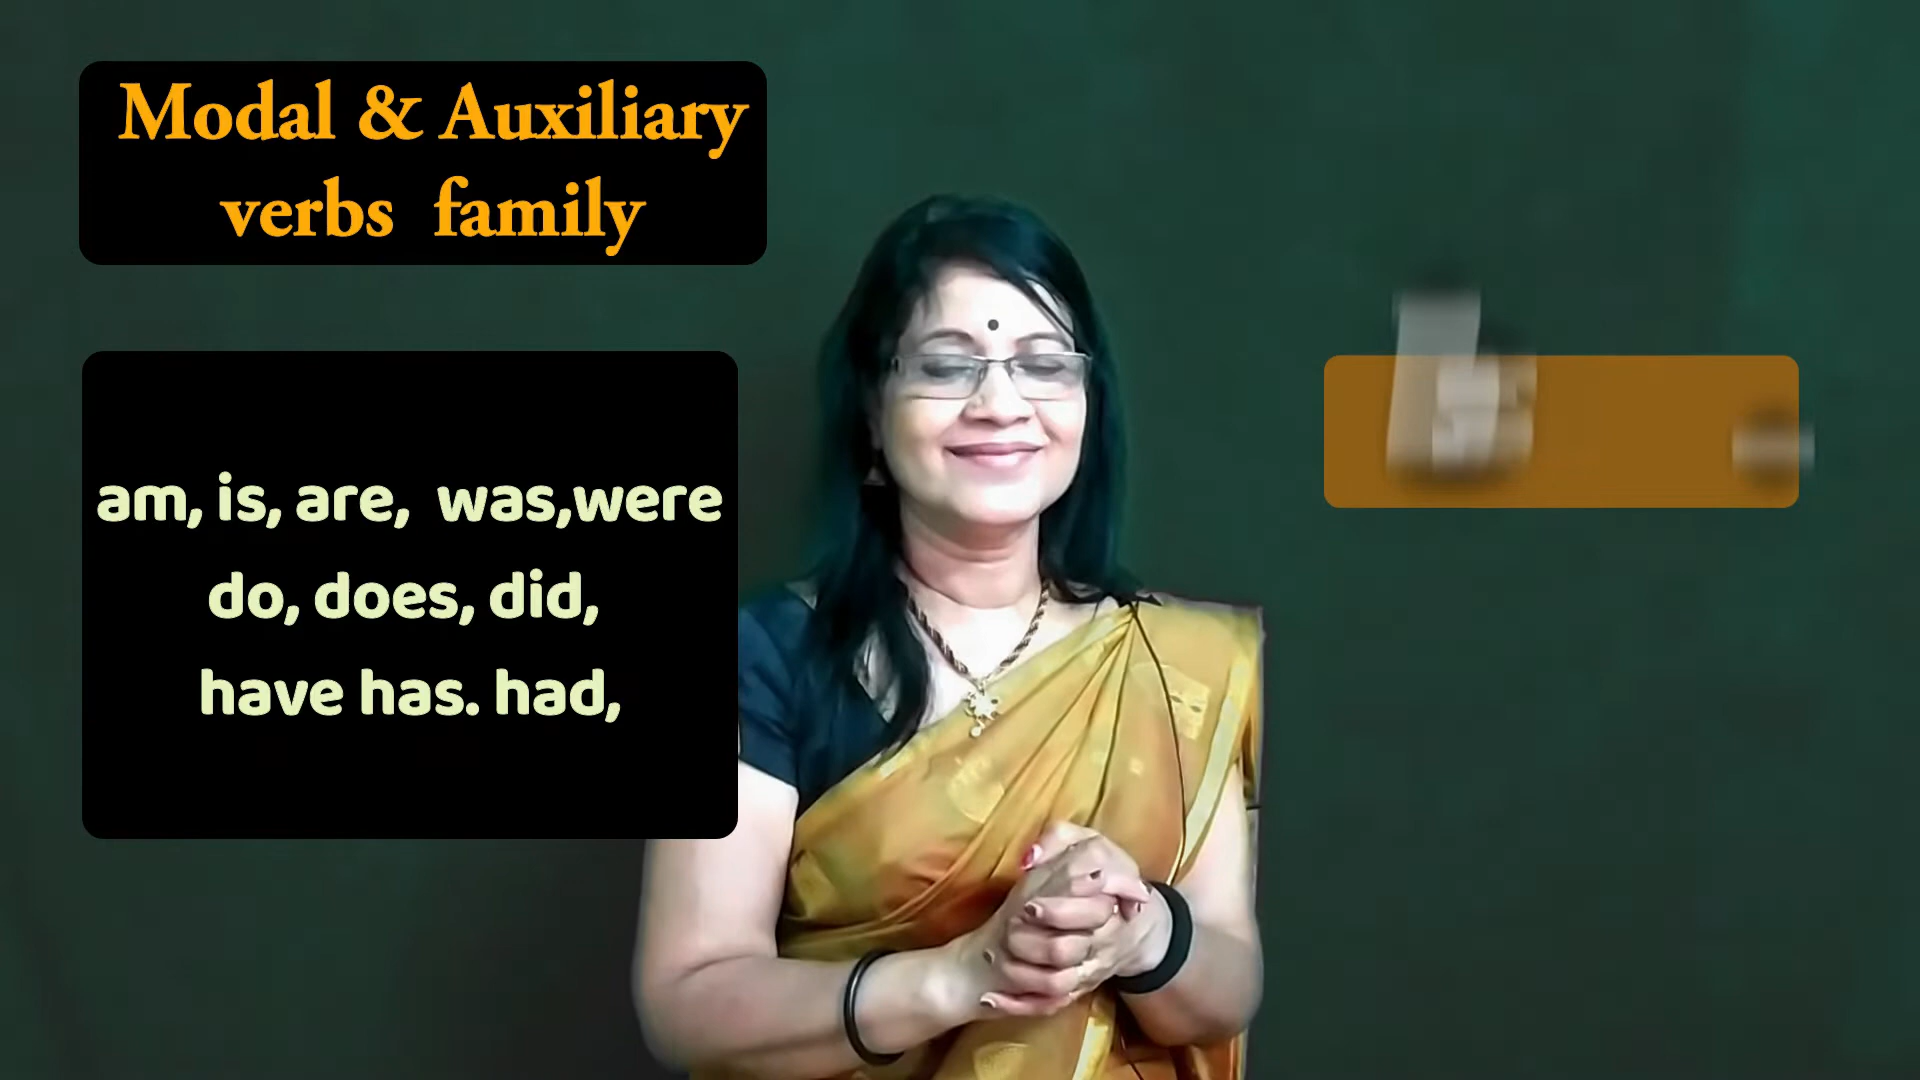 Modal & Auxiliary
verbs family
am, is, are, was,were
do, does, did,
have has. had,